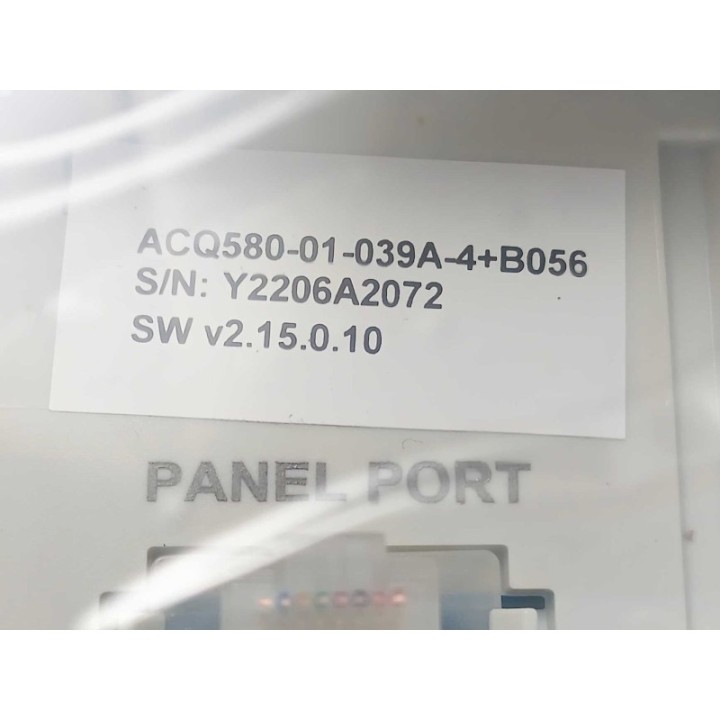 ACQ580-01-039A-4+B056
S/N: Y2206A2072
SW v2.15.0.10
PANEL PORT